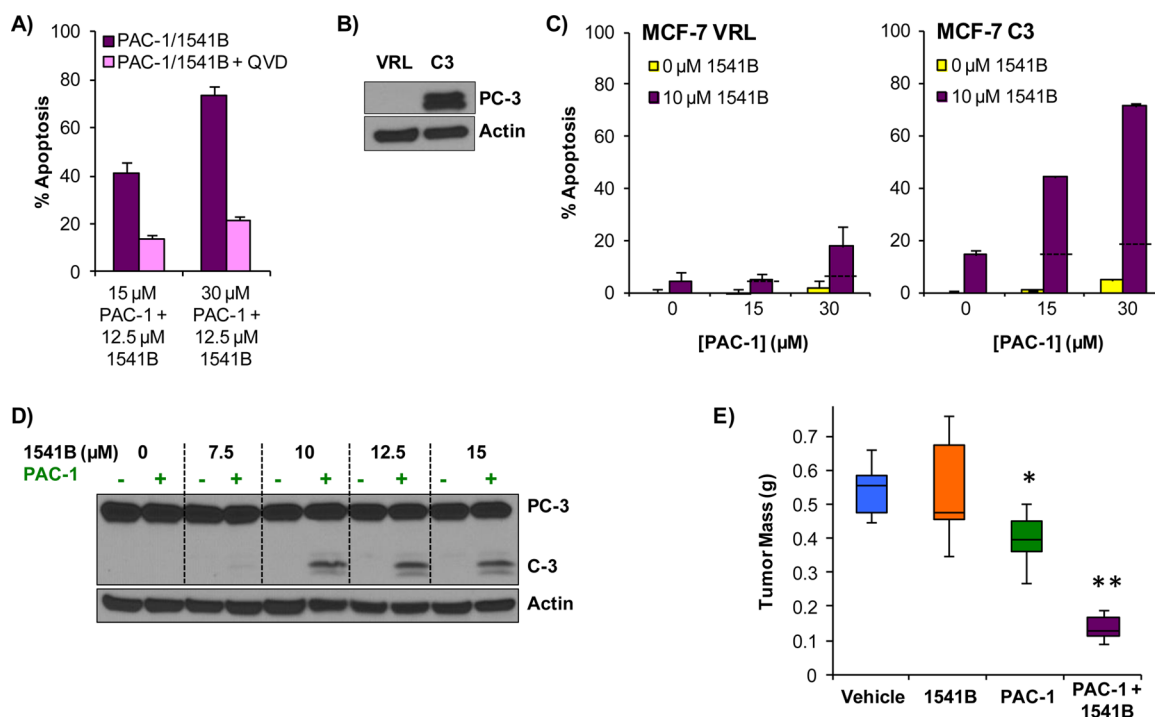 A)
PAC-1/1541B
PAC-1/1541B + QVD
% Apoptosis
100
80
60
40
20
0
15 µM
PAC-1 +
12.5 µM
1541B
30 µM
PAC-1 +
12.5 µM
1541B
B)
VRL C3
PC-3
Actin
C)
MCF-7 VRL
0 µM 1541B
10 µM 1541B
% Apoptosis
100
80
60
40
20
0
0 15 30
[PAC-1] (µM)
MCF-7 C3
0 µM 1541B
10 µM 1541B
100
80
60
40
20
0
0 15 30
[PAC-1] (µM)
D)
1541B (µM) 0 7.5 10 12.5 15
PAC-1 - + - + - + - + - +
PC-3
C-3
Actin
E)
Tumor Mass (g)
0.7
0.6
0.5
0.4
0.3
0.2
0.1
0
*
**
Vehicle 1541B PAC-1 PAC-1 +
1541B